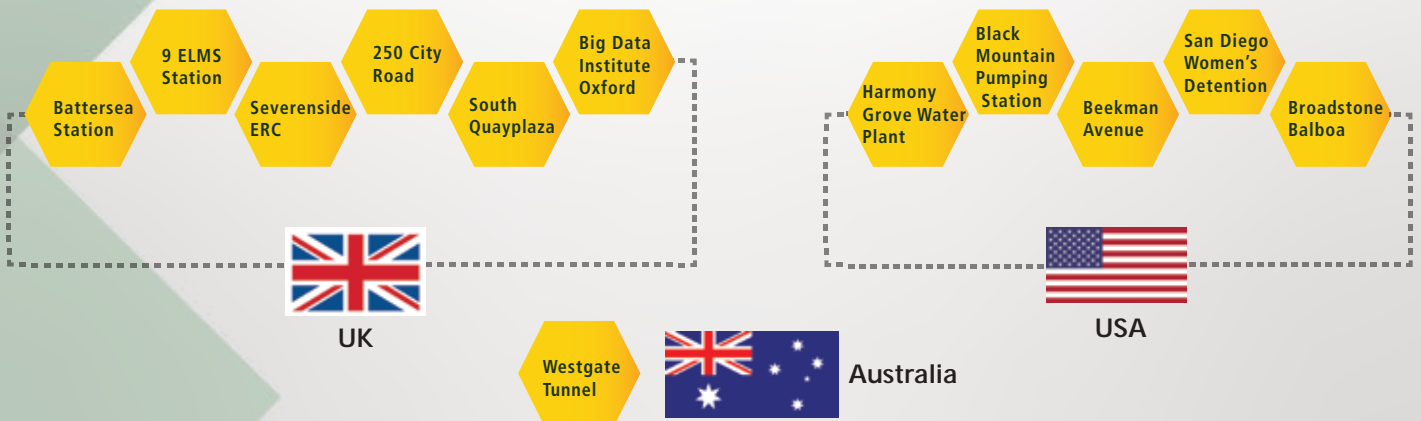 Battersea
Station
9 ELMS
Station
Severenside
ERC
250 City
Road
South
Quayplaza
Big Data
Institute
Oxford
Harmony
Grove Water
Plant
Black
Mountain
Pumping
Station
Beekman
Avenue
San Diego
Women's
Detention
Broadstone
Balboa
UK
USA
Westgate
Tunnel
Australia